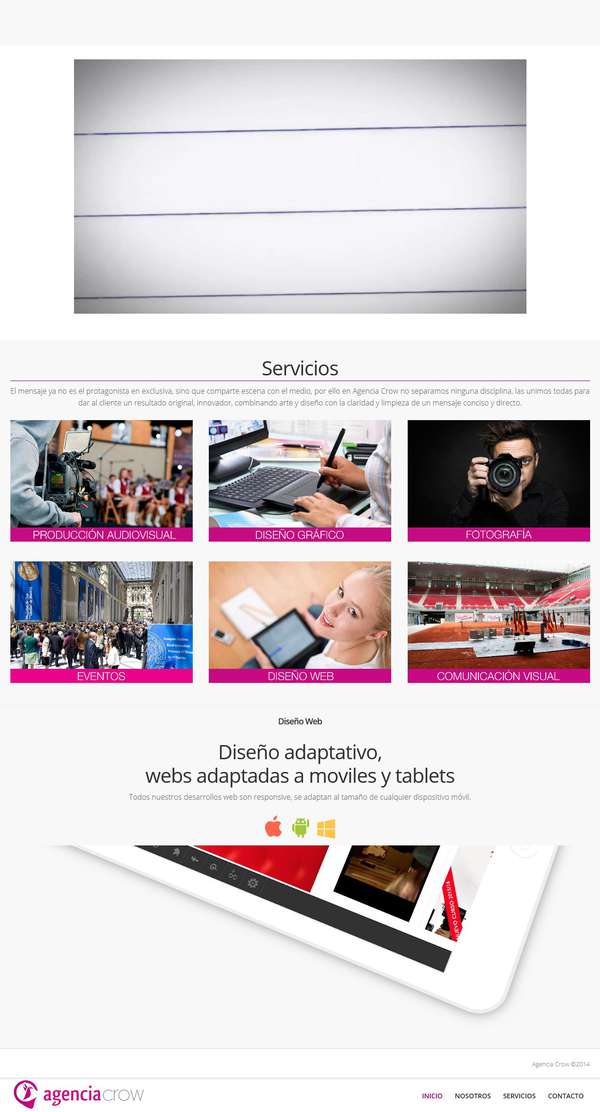 Servicios
El mensaje ya no es el protagonista en exclusiva, sino que comparte escena con el medio, por ello en Agencia Crow no separamos ninguna disciplina, las unimos todas para
dar al cliente un resultado original, innovador, combinando arte y diseño con la claridad y limpieza de un mensaje conciso y directo.
PRODUCCIÓN AUDIOVISUAL
DISEÑO GRÁFICO
FOTOGRAFÍA
EVENTOS
DISEÑO WEB
COMUNICACIÓN VISUAL
Diseño Web
Diseño adaptativo,
webs adaptadas a moviles y tablets
Todos nuestros desarrollos web son responsive, se adaptan al tamaño de cualquier dispositivo móvil.
Agencia Crow ©2014
agenciacrow
INICIO NOSOTROS SERVICIOS CONTACTO